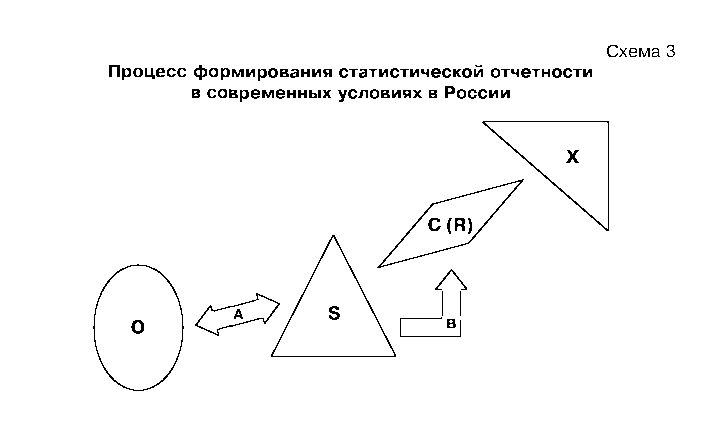 Схема 3
Процесс формирования статистической отчетности
в современных условиях в России
X
C (R)
O
A
S
B